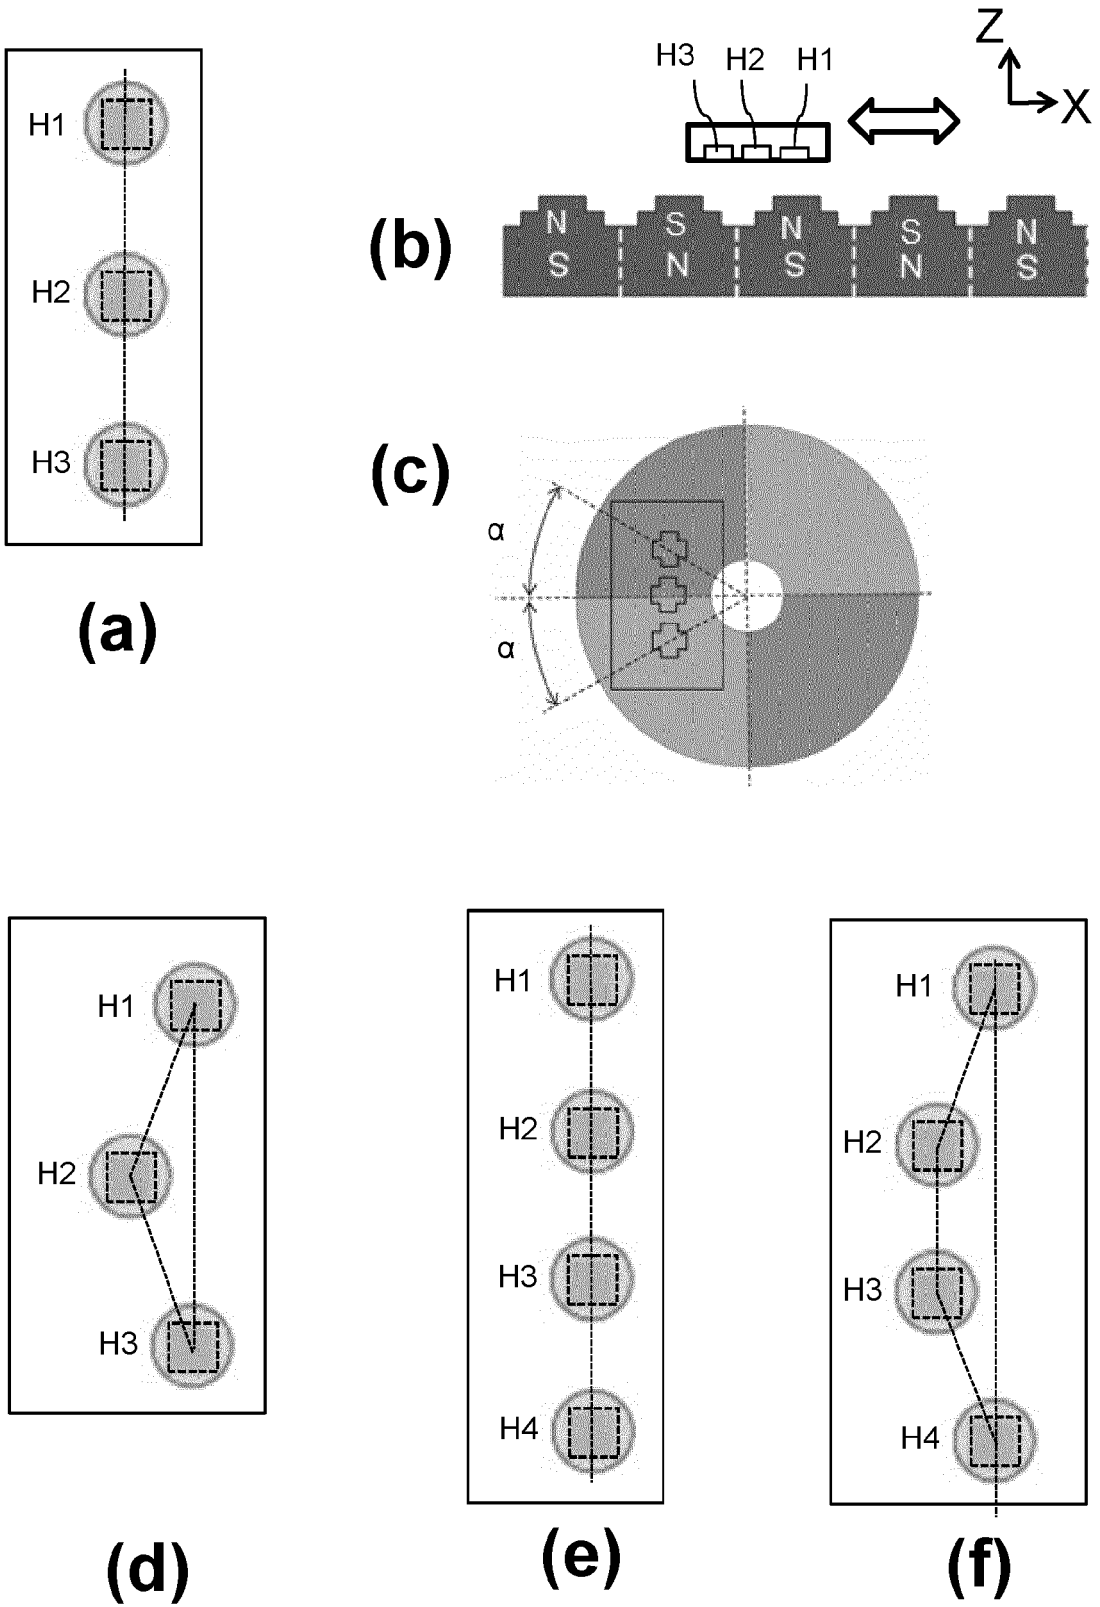 H1
H2
H3
(a)
H3 H2 H1
Z
X
(b)
N S N S N
S N S N S
(c)
α
α
H1
H2
H3
(d)
H1
H2
H3
H4
(e)
H1
H2
H3
H4
(f)